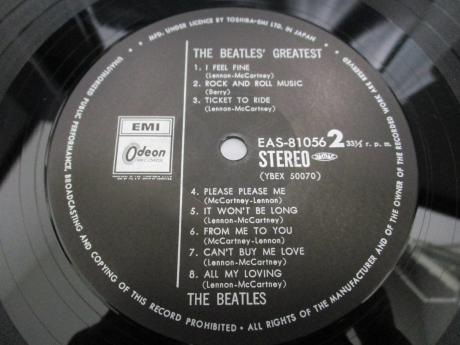 MFD. UNDER LICENCE BY TOSHIBA-EMI LTD. IN JAPAN
UNAUTHORIZED PUBLIC PERFORMANCE, BROADCASTING AND COPYING OF THIS RECORD PROHIBITED • ALL RIGHTS OF THE MANUFACTURER AND OF THE OWNER OF THE RECORDED WORK ARE RESERVED
THE BEATLES' GREATEST
1. I FEEL FINE
(Lennon-McCartney)
2. ROCK AND ROLL MUSIC
(Berry)
3. TICKET TO RIDE
(Lennon-McCartney)
EMI
Odeon
EAS-81056 2 33⅓ r. p. m.
STEREO
(YBEX 50070)
4. PLEASE PLEASE ME
(McCartney-Lennon)
5. IT WON'T BE LONG
(Lennon-McCartney)
6. FROM ME TO YOU
(McCartney-Lennon)
7. CAN'T BUY ME LOVE
(Lennon-McCartney)
8. ALL MY LOVING
(Lennon-McCartney)
THE BEATLES